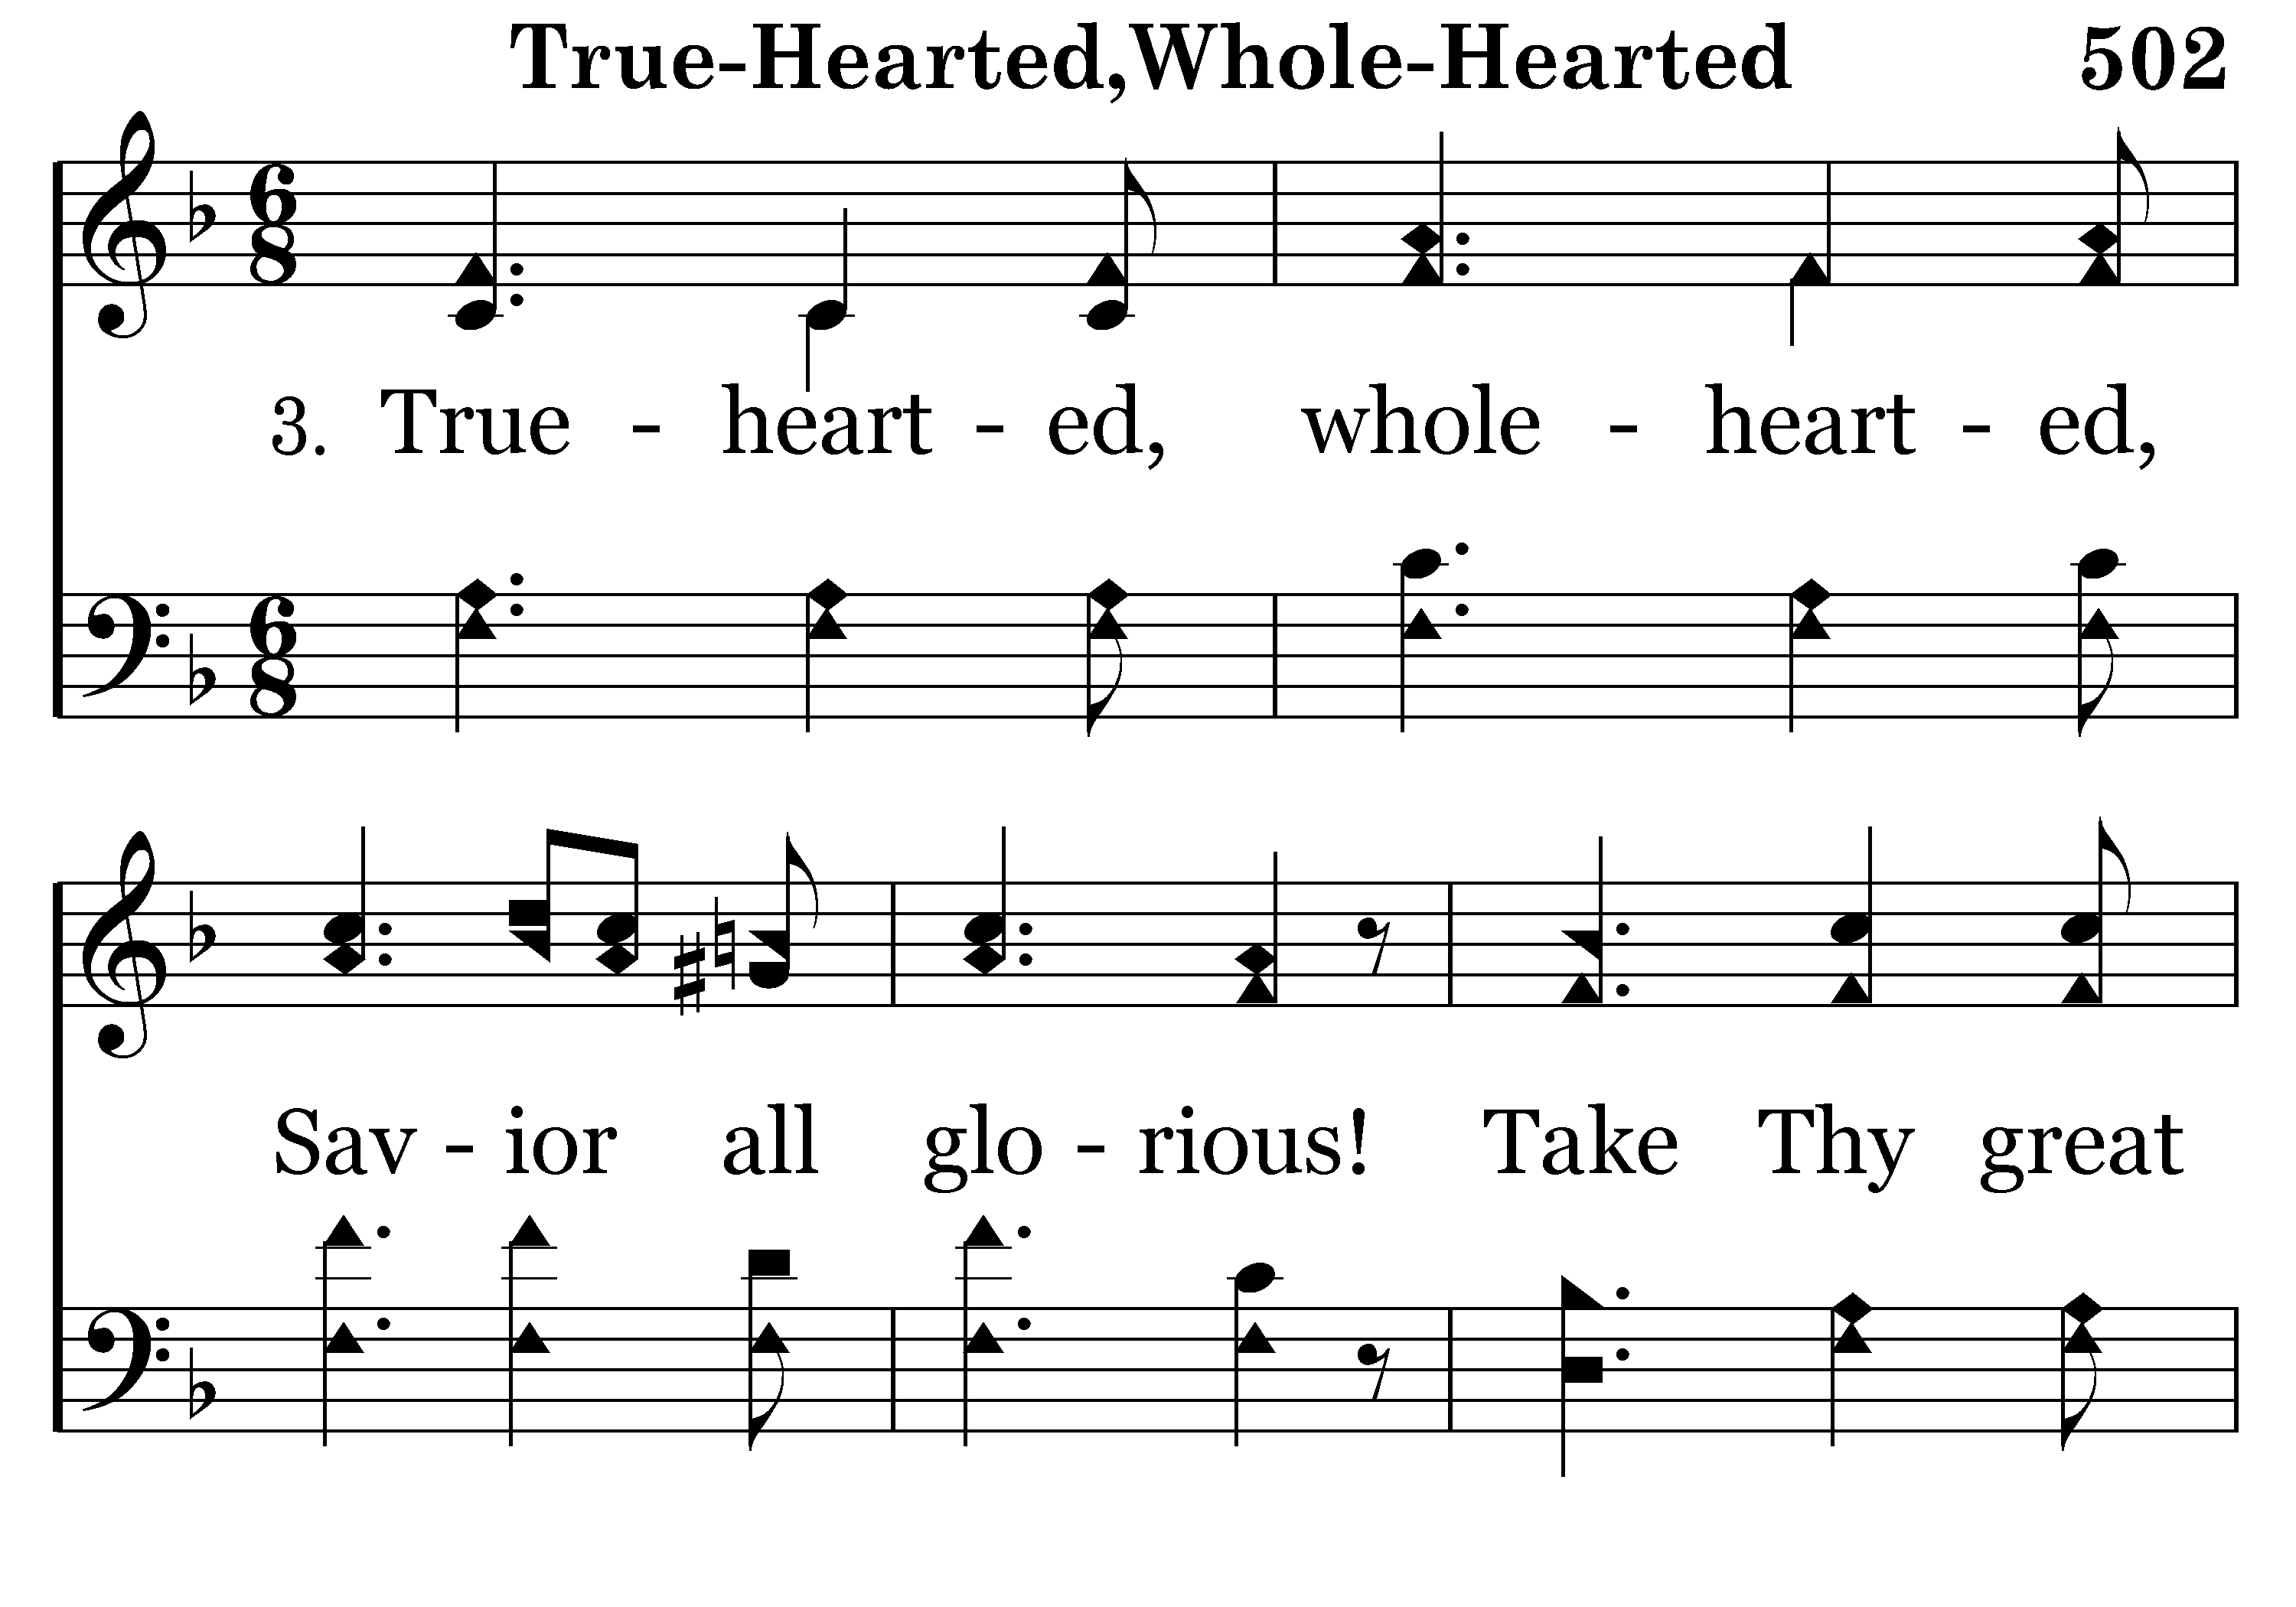 True-Hearted,Whole-Hearted 502
3. True - heart - ed, whole - heart - ed,
Sav - ior all glo - rious! Take Thy great